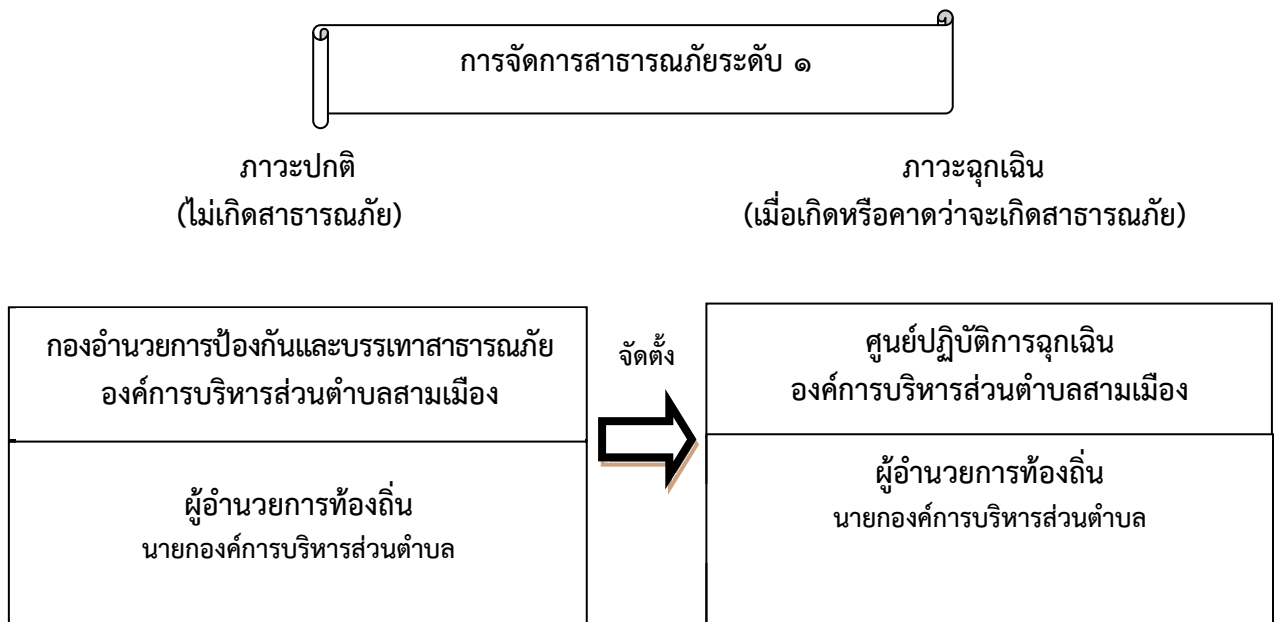 การจัดการสาธารณภัยระดับ ๑
ภาวะปกติ
(ไม่เกิดสาธารณภัย)
ภาวะฉุกเฉิน
(เมื่อเกิดหรือคาดว่าจะเกิดสาธารณภัย)
กองอำนวยการป้องกันและบรรเทาสาธารณภัย
องค์การบริหารส่วนตำบลสามเมือง
ผู้อำนวยการท้องถิ่น
นายกองค์การบริหารส่วนตำบล
จัดตั้ง
ศูนย์ปฏิบัติการฉุกเฉิน
องค์การบริหารส่วนตำบลสามเมือง
ผู้อำนวยการท้องถิ่น
นายกองค์การบริหารส่วนตำบล